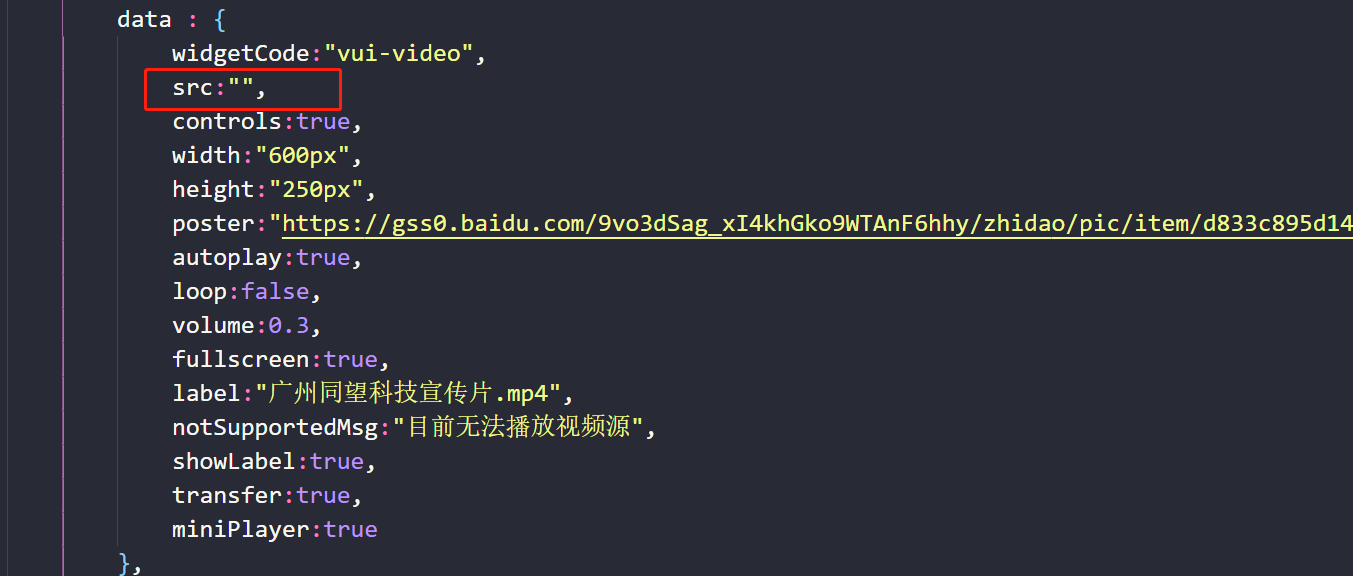 data : {
widgetCode:"vui-video",
src:"",
controls:true,
width:"600px",
height:"250px",
poster:"https://gss0.baidu.com/9vo3dSag_xI4khGko9WTAnF6hhy/zhidao/pic/item/d833c895d14
autoplay:true,
loop:false,
volume:0.3,
fullscreen:true,
label:"广州同望科技宣传片.mp4",
notSupportedMsg:"目前无法播放视频源",
showLabel:true,
transfer:true,
miniPlayer:true
},